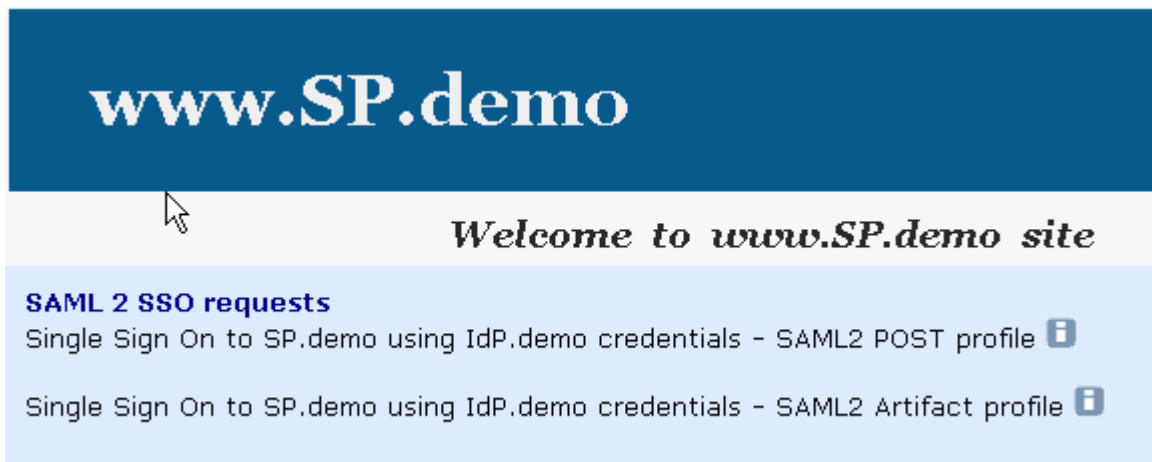 www.SP.demo
Welcome to www.SP.demo site
SAML 2 SSO requests
Single Sign On to SP.demo using IdP.demo credentials - SAML2 POST profile
Single Sign On to SP.demo using IdP.demo credentials - SAML2 Artifact profile